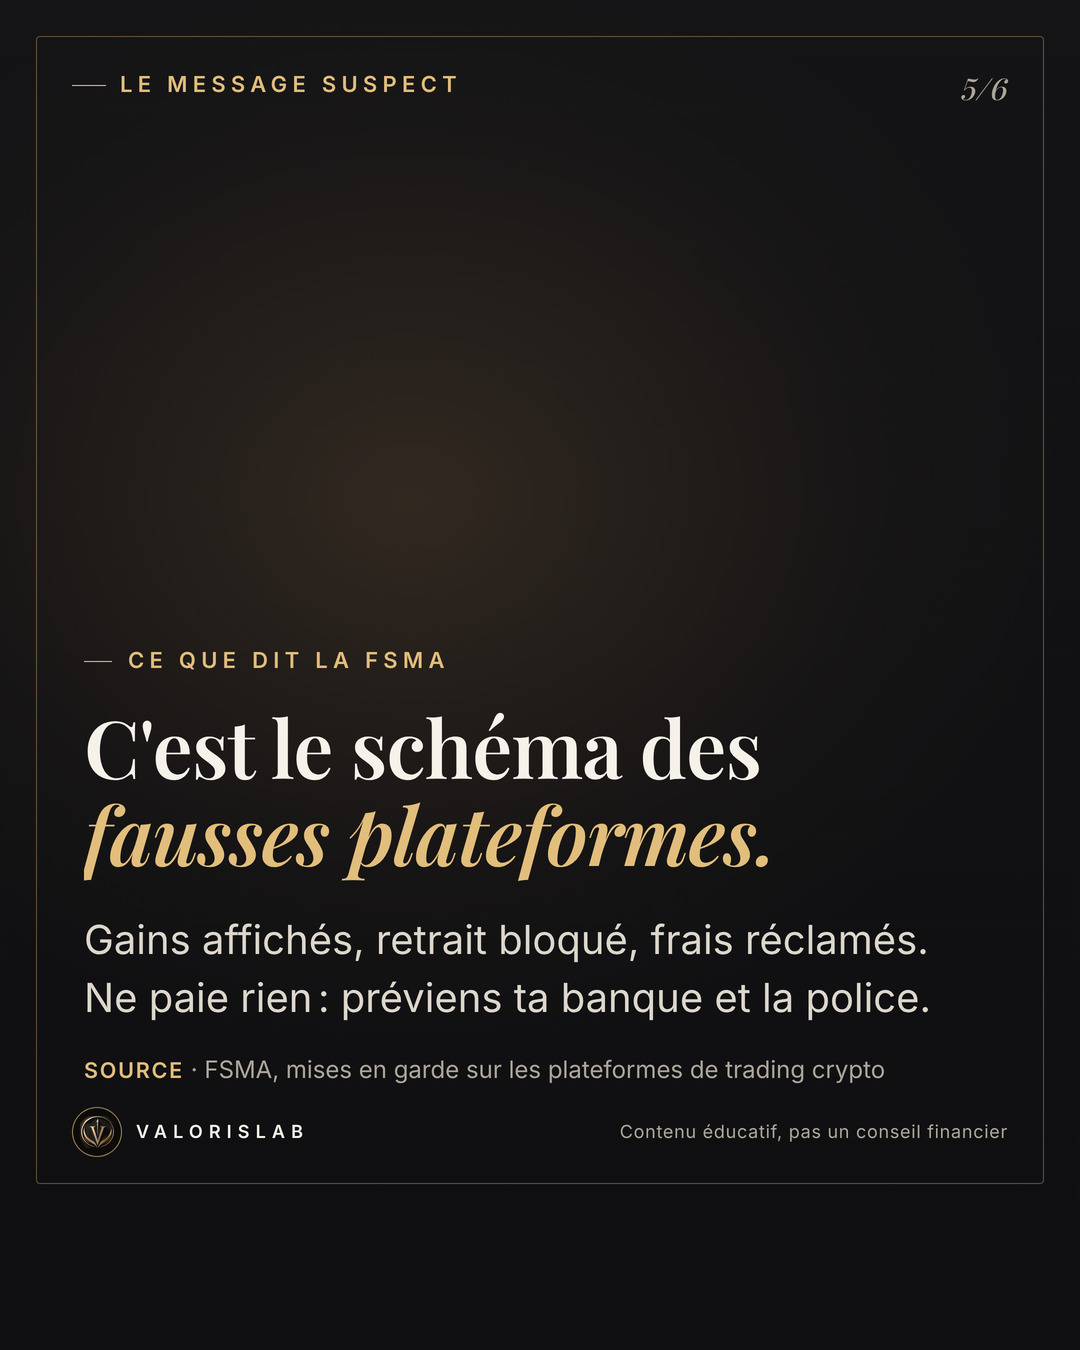 LE MESSAGE SUSPECT
5/6
CE QUE DIT LA FSMA
C'est le schéma des
fausses plateformes.
Gains affichés, retrait bloqué, frais réclamés.
Ne paie rien : préviens ta banque et la police.
SOURCE · FSMA, mises en garde sur les plateformes de trading crypto
VALORISLAB
Contenu éducatif, pas un conseil financier